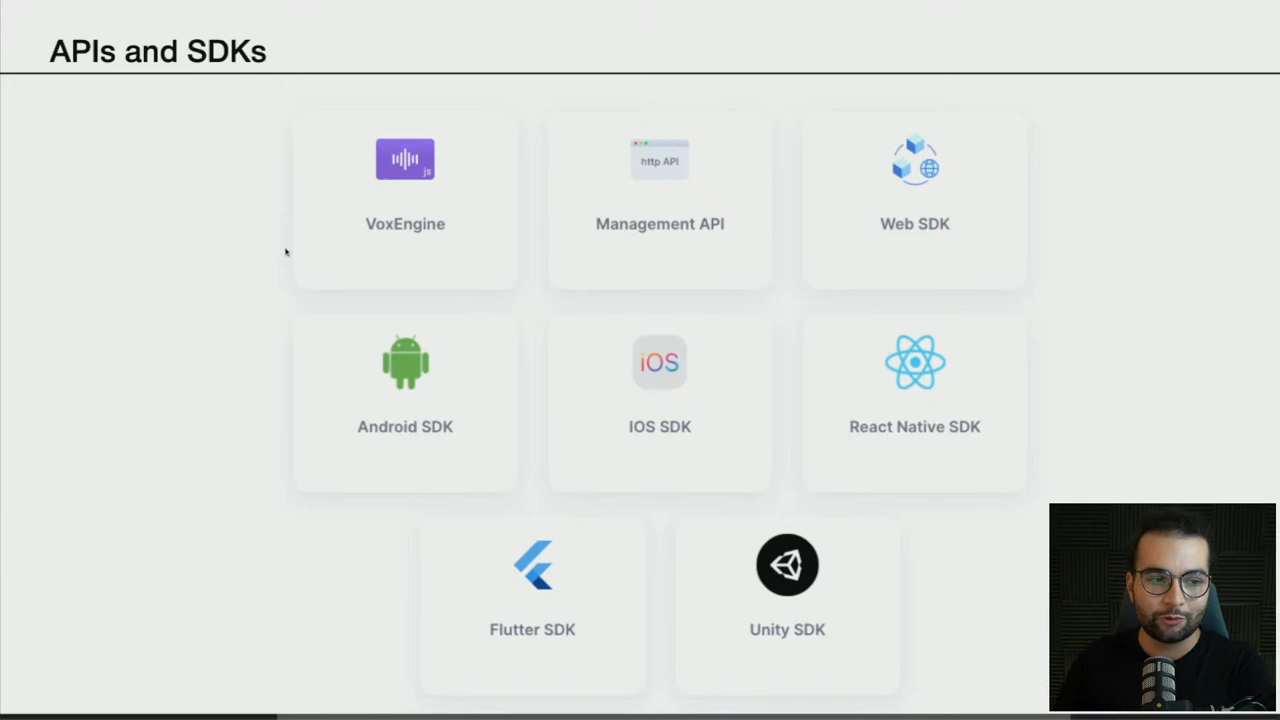 APIs and SDKs
js
VoxEngine
http API
Management API
Web SDK
Android SDK
iOS
IOS SDK
React Native SDK
Flutter SDK
Unity SDK